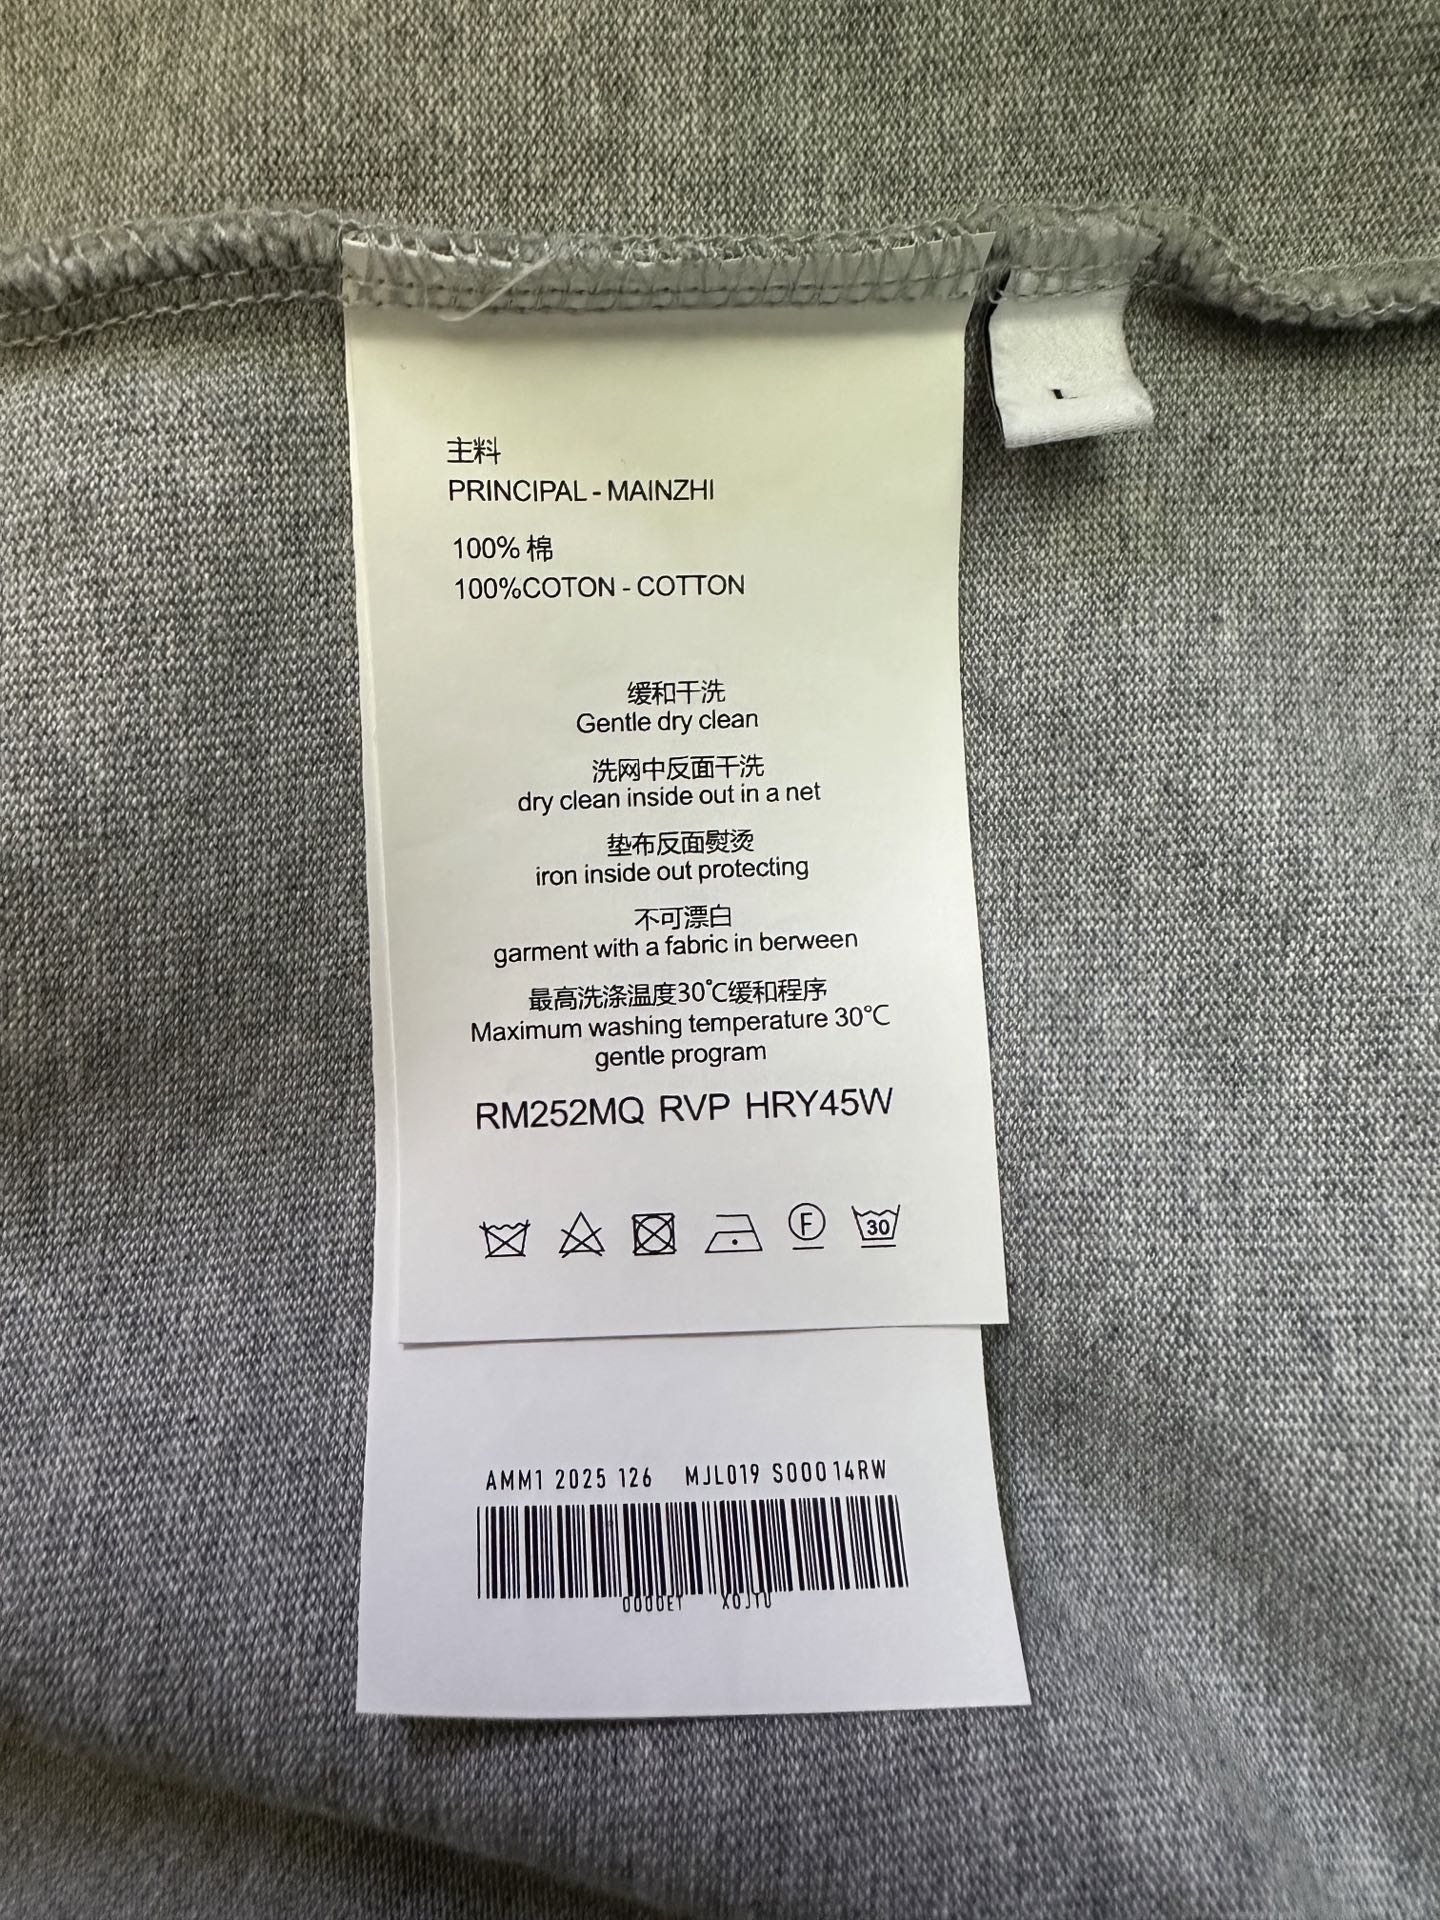 L
主料
PRINCIPAL - MAINZHI
100% 棉
100%COTON - COTTON
缓和干洗
Gentle dry clean
洗网中反面干洗
dry clean inside out in a net
垫布反面熨烫
iron inside out protecting
不可漂白
garment with a fabric in berween
最高洗涤温度30℃缓和程序
Maximum washing temperature 30℃
gentle program
RM252MQ RVP HRY45W
F 30
AMM1 2025 126 MJL019 S00014RW